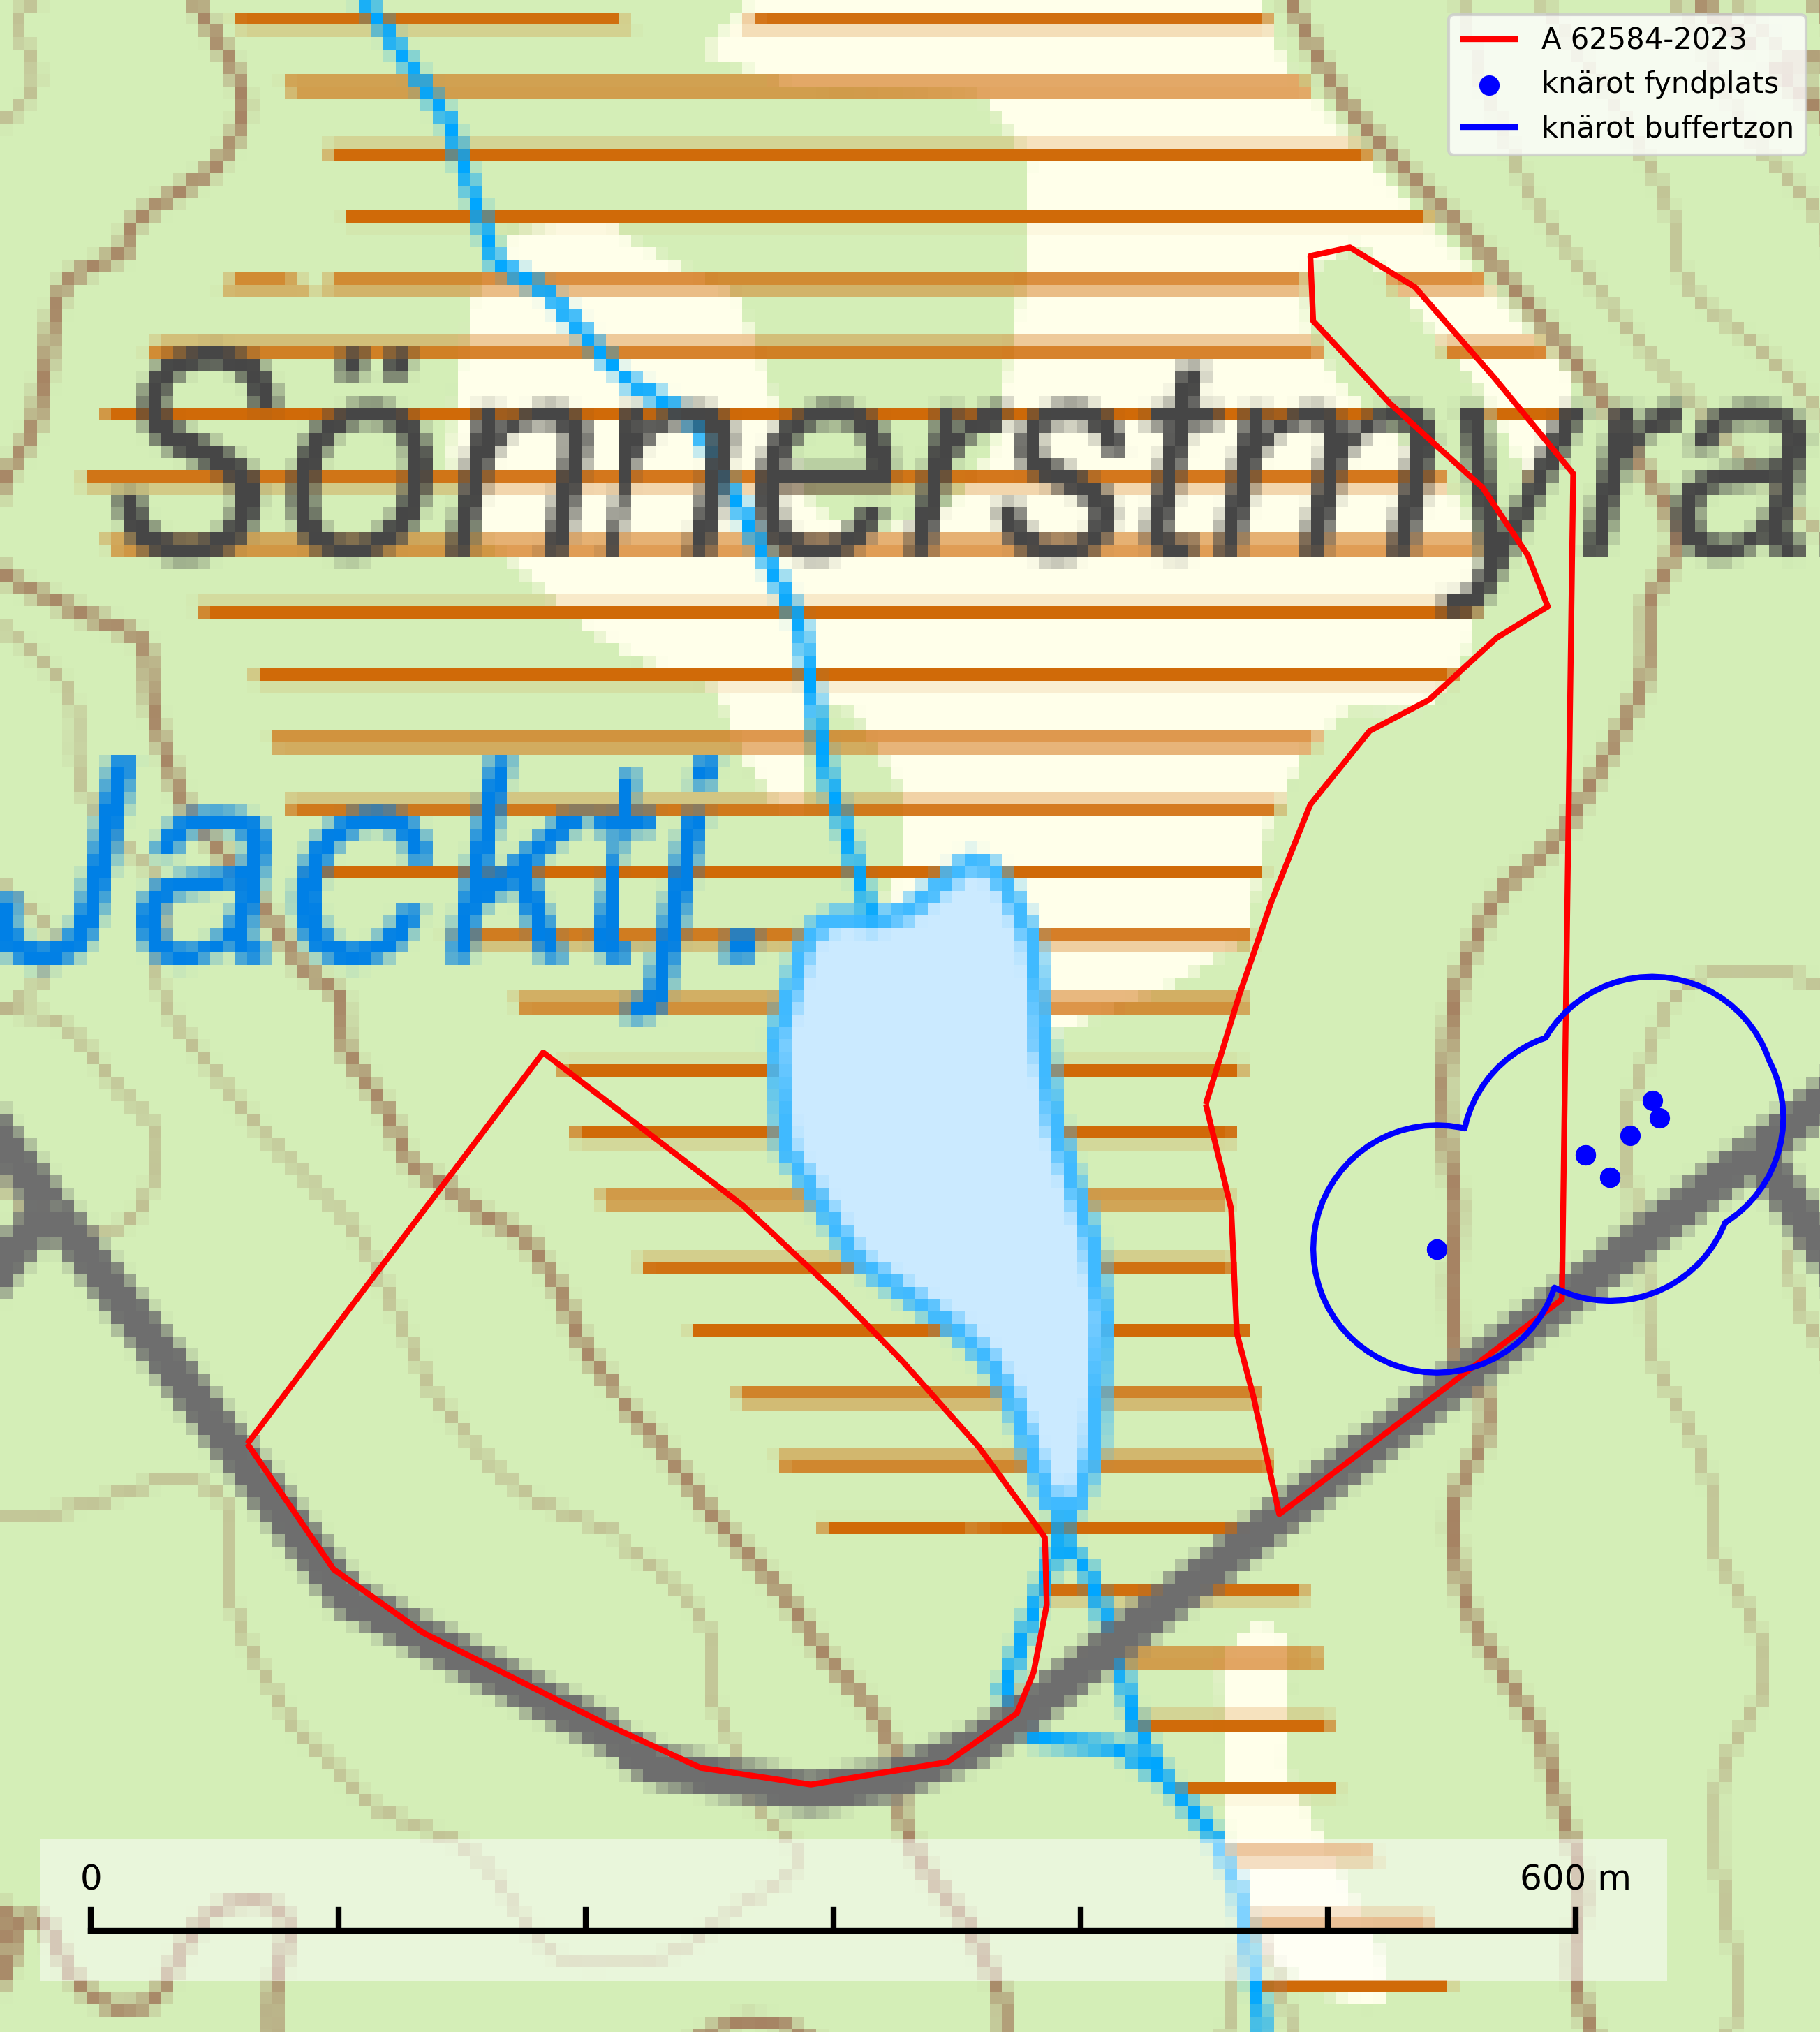 A 62584-2023
knärot fyndplats
knärot buffertzon
Sönnerstmyra
Jacktj.
0 600 m